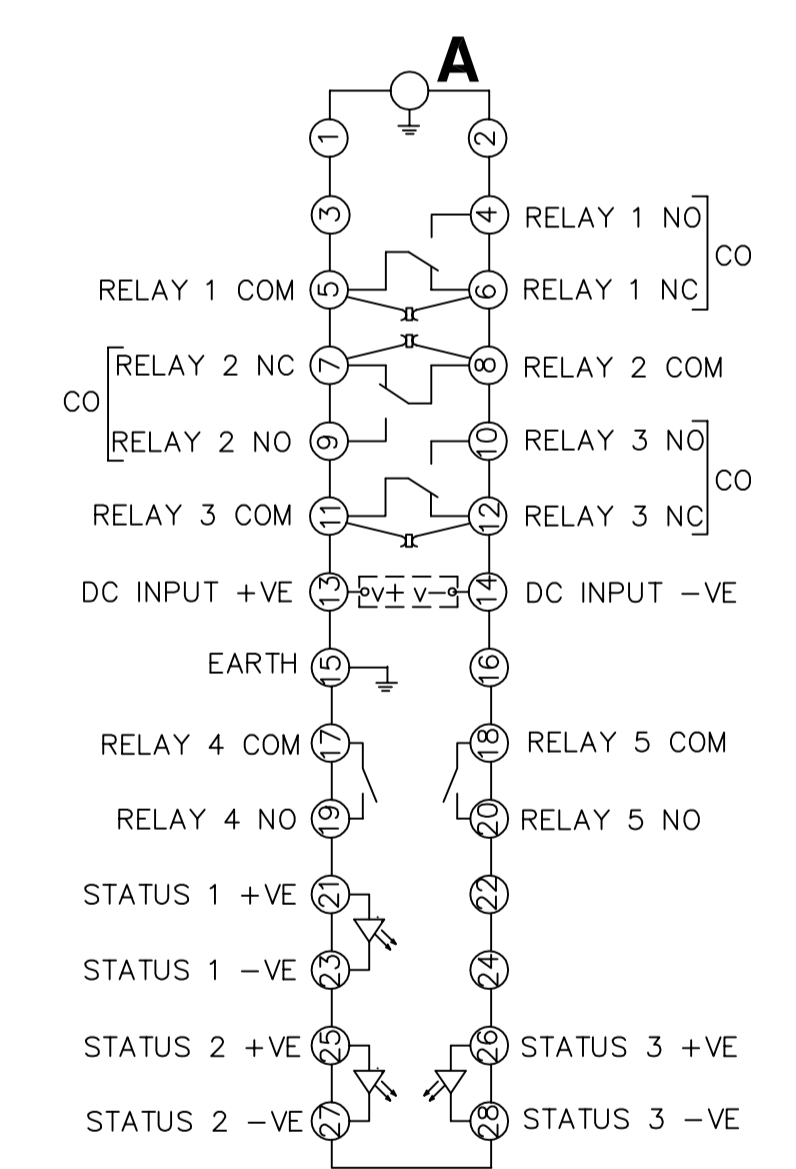 A
1 2
3 4 RELAY 1 NO
CO
RELAY 1 COM 5 6 RELAY 1 NC
RELAY 2 NC 7 8 RELAY 2 COM
CO
RELAY 2 NO 9 10 RELAY 3 NO
CO
RELAY 3 COM 11 12 RELAY 3 NC
DC INPUT +VE 13 V+ V− 14 DC INPUT −VE
EARTH 15 16
RELAY 4 COM 17 18 RELAY 5 COM
RELAY 4 NO 19 20 RELAY 5 NO
STATUS 1 +VE 21 22
STATUS 1 −VE 23 24
STATUS 2 +VE 25 26 STATUS 3 +VE
STATUS 2 −VE 27 28 STATUS 3 −VE